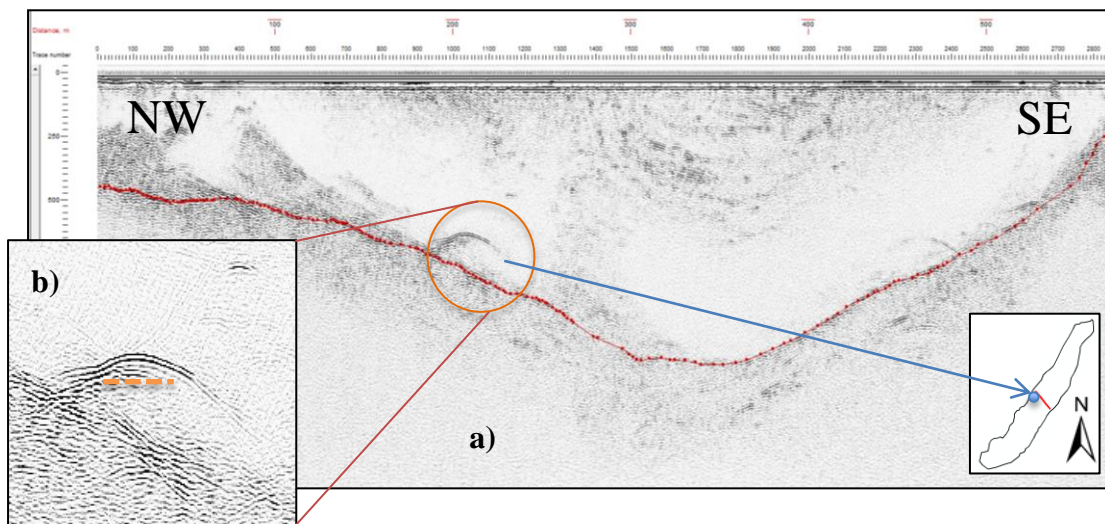 100 200 300 400 500
Distance, m
Trace number 0 100 200 300 400 500 600 700 800 900 1000 1100 1200 1300 1400 1500 1600 1700 1800 1900 2000 2100 2200 2300 2400 2500 2600 2700 2800
0
NW SE
250
500
b)
a)
N